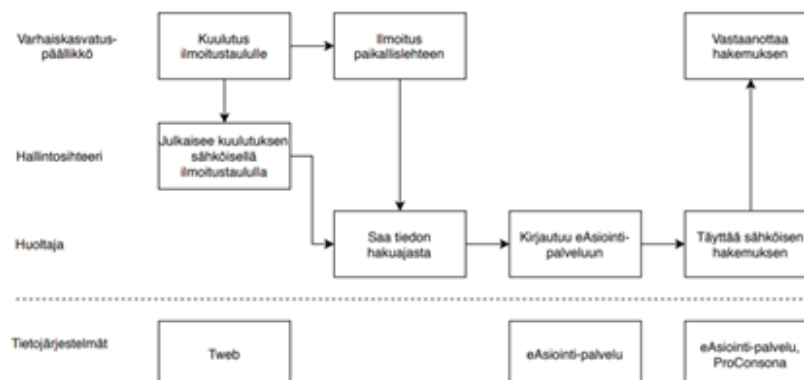 Varhaiskasvatus-
päällikkö
Kuulutus
ilmoitustaululle
Ilmoitus
paikallislehteen
Vastaanottaa
hakemuksen
Hallintosihteeri
Julkaisee kuulutuksen
sähköisellä
ilmoitustaululla
Huoltaja
Saa tiedon
hakuajasta
Kirjautuu eAsiointi-
palveluun
Täyttää sähköisen
hakemuksen
Tietojärjestelmät
Tweb
eAsiointi-palvelu
eAsiointi-palvelu,
ProConsona